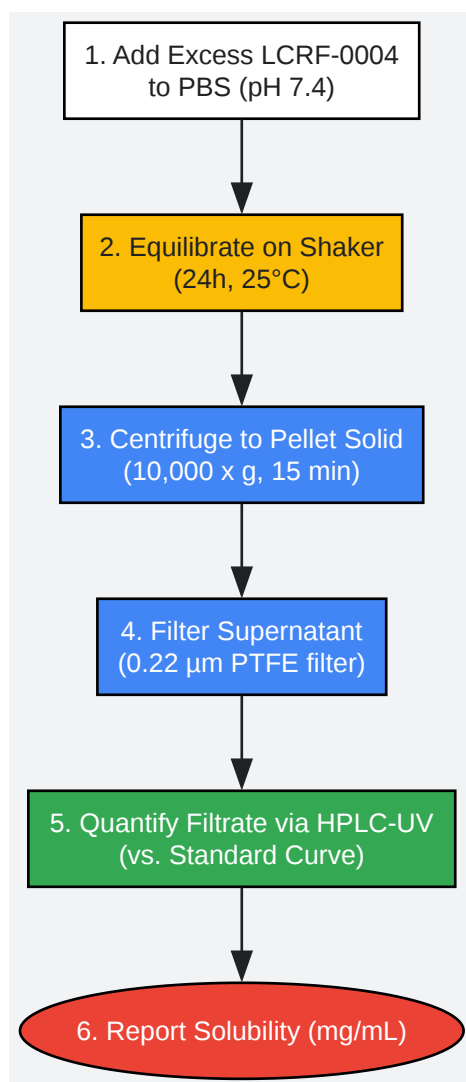 1. Add Excess LCRF-0004
to PBS (pH 7.4)
2. Equilibrate on Shaker
(24h, 25°C)
3. Centrifuge to Pellet Solid
(10,000 x g, 15 min)
4. Filter Supernatant
(0.22 µm PTFE filter)
5. Quantify Filtrate via HPLC-UV
(vs. Standard Curve)
6. Report Solubility (mg/mL)